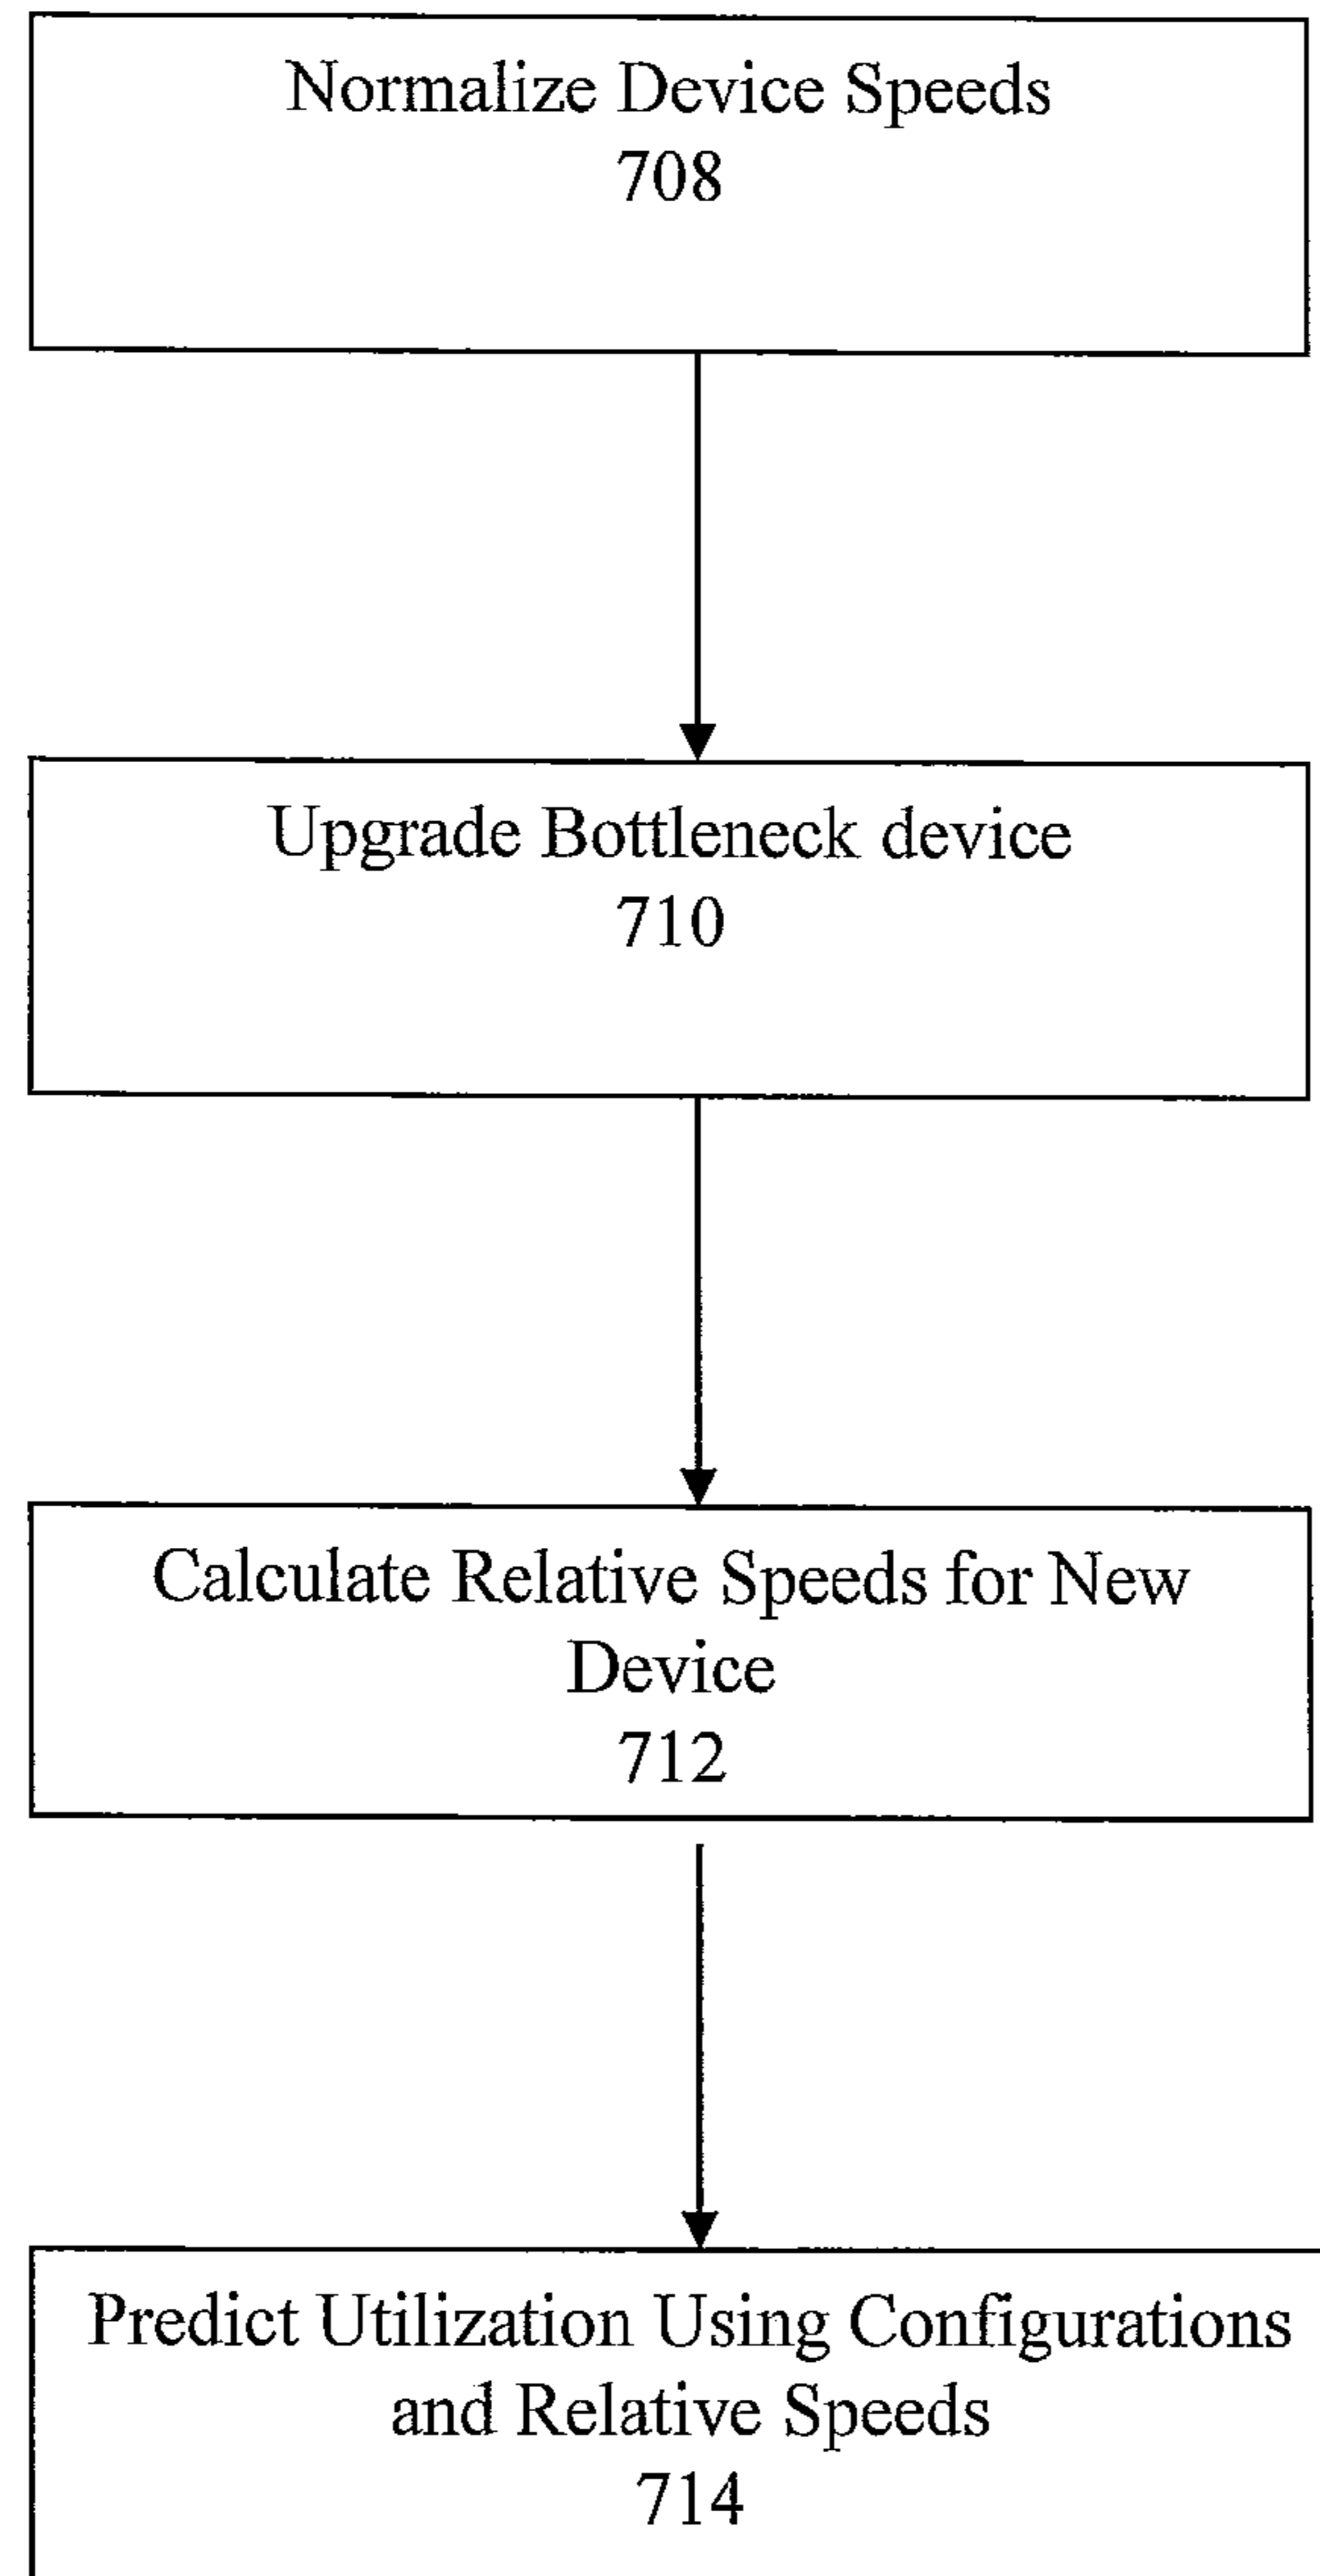 Normalize Device Speeds
708
Upgrade Bottleneck device
710
Calculate Relative Speeds for New
Device
712
Predict Utilization Using Configurations
and Relative Speeds
714